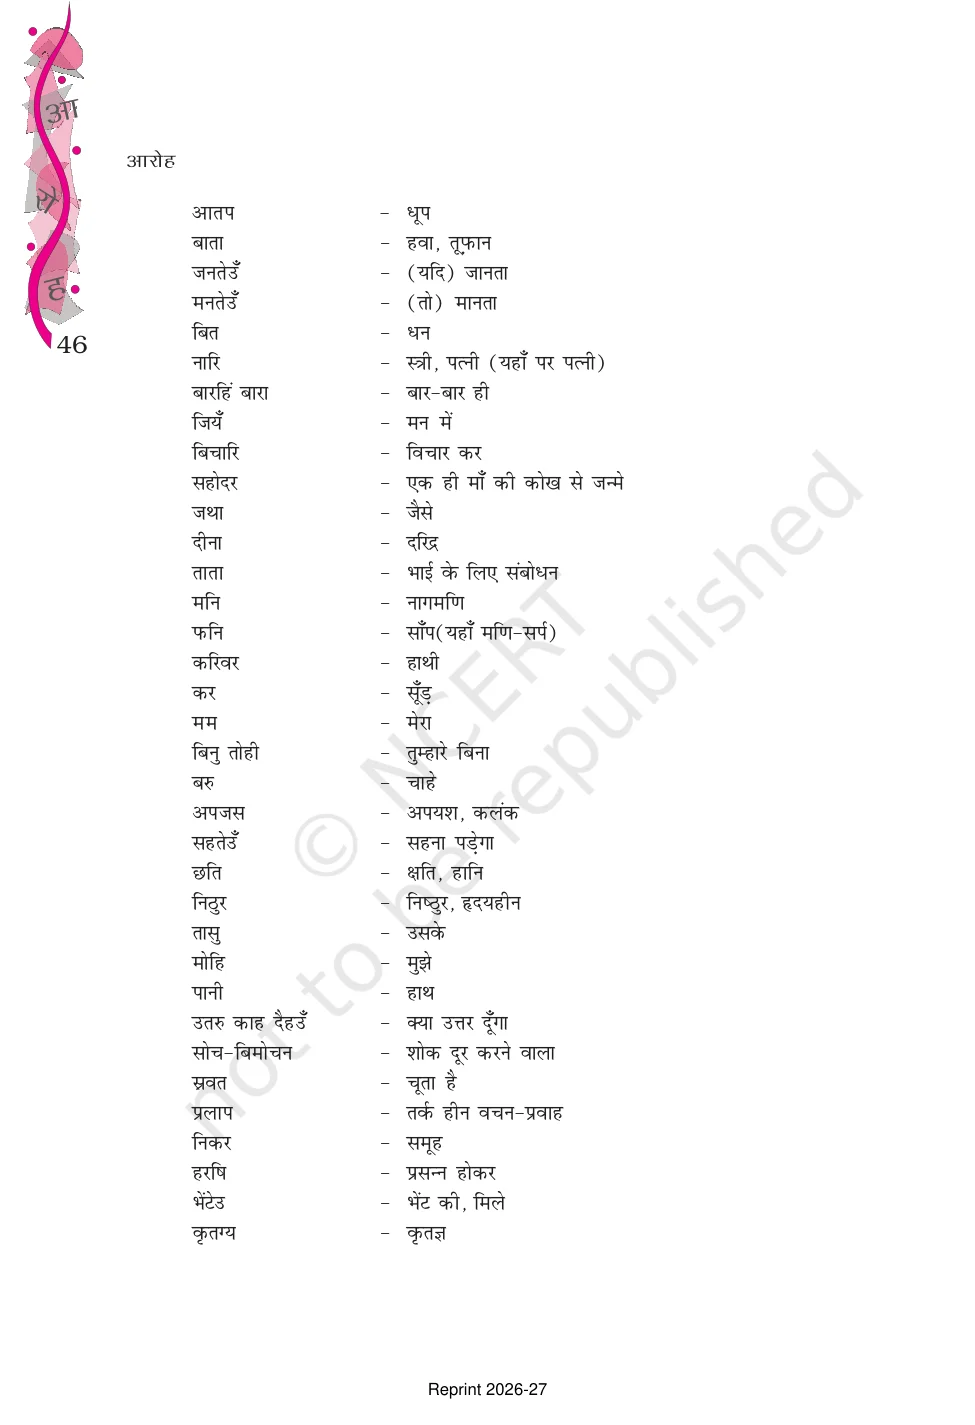 आ
रो
ह
46
आरोह
आतप – धूप
बाता – हवा, तूफ़ान
जनतेउँ – (यदि) जानता
मनतेउँ – (तो) मानता
बित – धन
नारि – स्त्री, पत्नी (यहाँ पर पत्नी)
बारहिं बारा – बार-बार ही
जियँ – मन में
बिचारि – विचार कर
सहोदर – एक ही माँ की कोख से जन्मे
जथा – जैसे
दीना – दरिद्र
ताता – भाई के लिए संबोधन
मनि – नागमणि
फनि – साँप(यहाँ मणि-सर्प)
करिवर – हाथी
कर – सूँड़
मम – मेरा
बिनु तोही – तुम्हारे बिना
बरु – चाहे
अपजस – अपयश, कलंक
सहतेउँ – सहना पड़ेगा
छति – क्षति, हानि
निठुर – निष्ठुर, हृदयहीन
तासु – उसके
मोहि – मुझे
पानी – हाथ
उतरु काह दैहउँ – क्या उत्तर दूँगा
सोच-बिमोचन – शोक दूर करने वाला
स्रवत – चूता है
प्रलाप – तर्क हीन वचन-प्रवाह
निकर – समूह
हरषि – प्रसन्न होकर
भेंटेउ – भेंट की, मिले
कृतग्य – कृतज्ञ
© NCERT
not to be republished
Reprint 2026-27